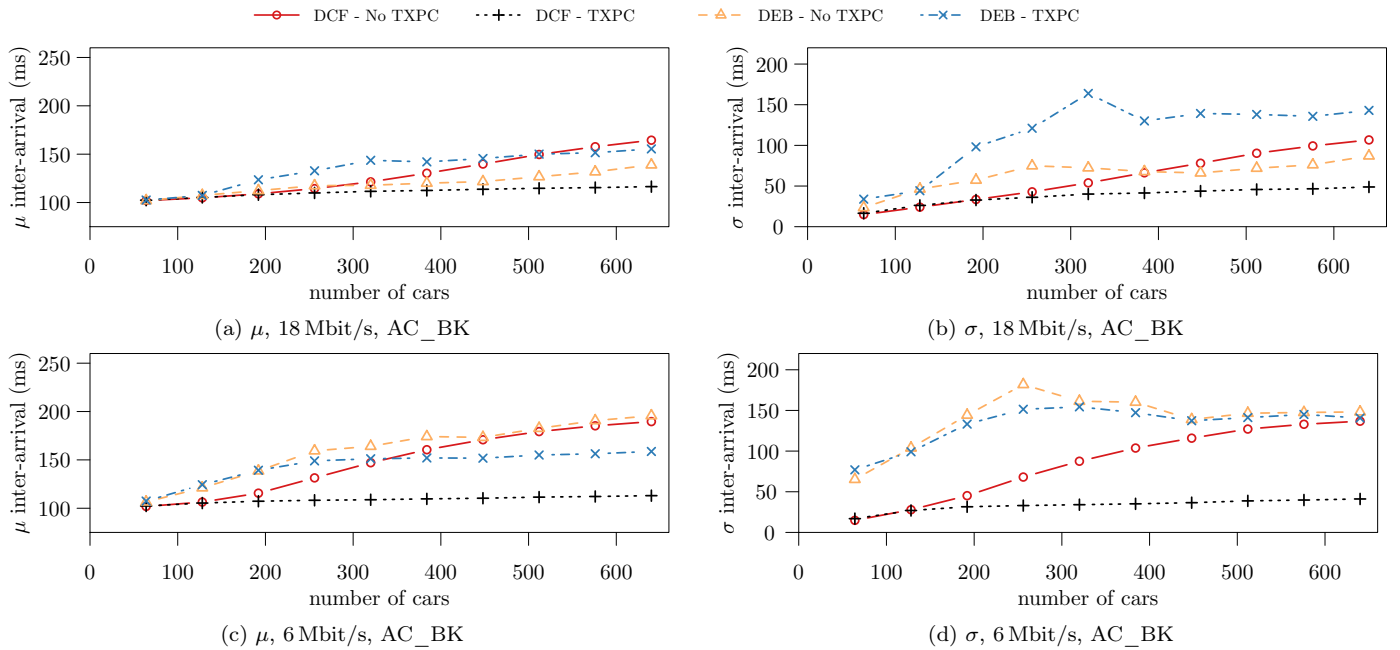 DCF - No TXPC DCF - TXPC DEB - No TXPC DEB - TXPC
μ inter-arrival (ms)
250
200
150
100
0 100 200 300 400 500 600
number of cars
(a) μ, 18 Mbit/s, AC_BK
σ inter-arrival (ms)
200
150
100
50
0
0 100 200 300 400 500 600
number of cars
(b) σ, 18 Mbit/s, AC_BK
μ inter-arrival (ms)
250
200
150
100
0 100 200 300 400 500 600
number of cars
(c) μ, 6 Mbit/s, AC_BK
σ inter-arrival (ms)
200
150
100
50
0
0 100 200 300 400 500 600
number of cars
(d) σ, 6 Mbit/s, AC_BK